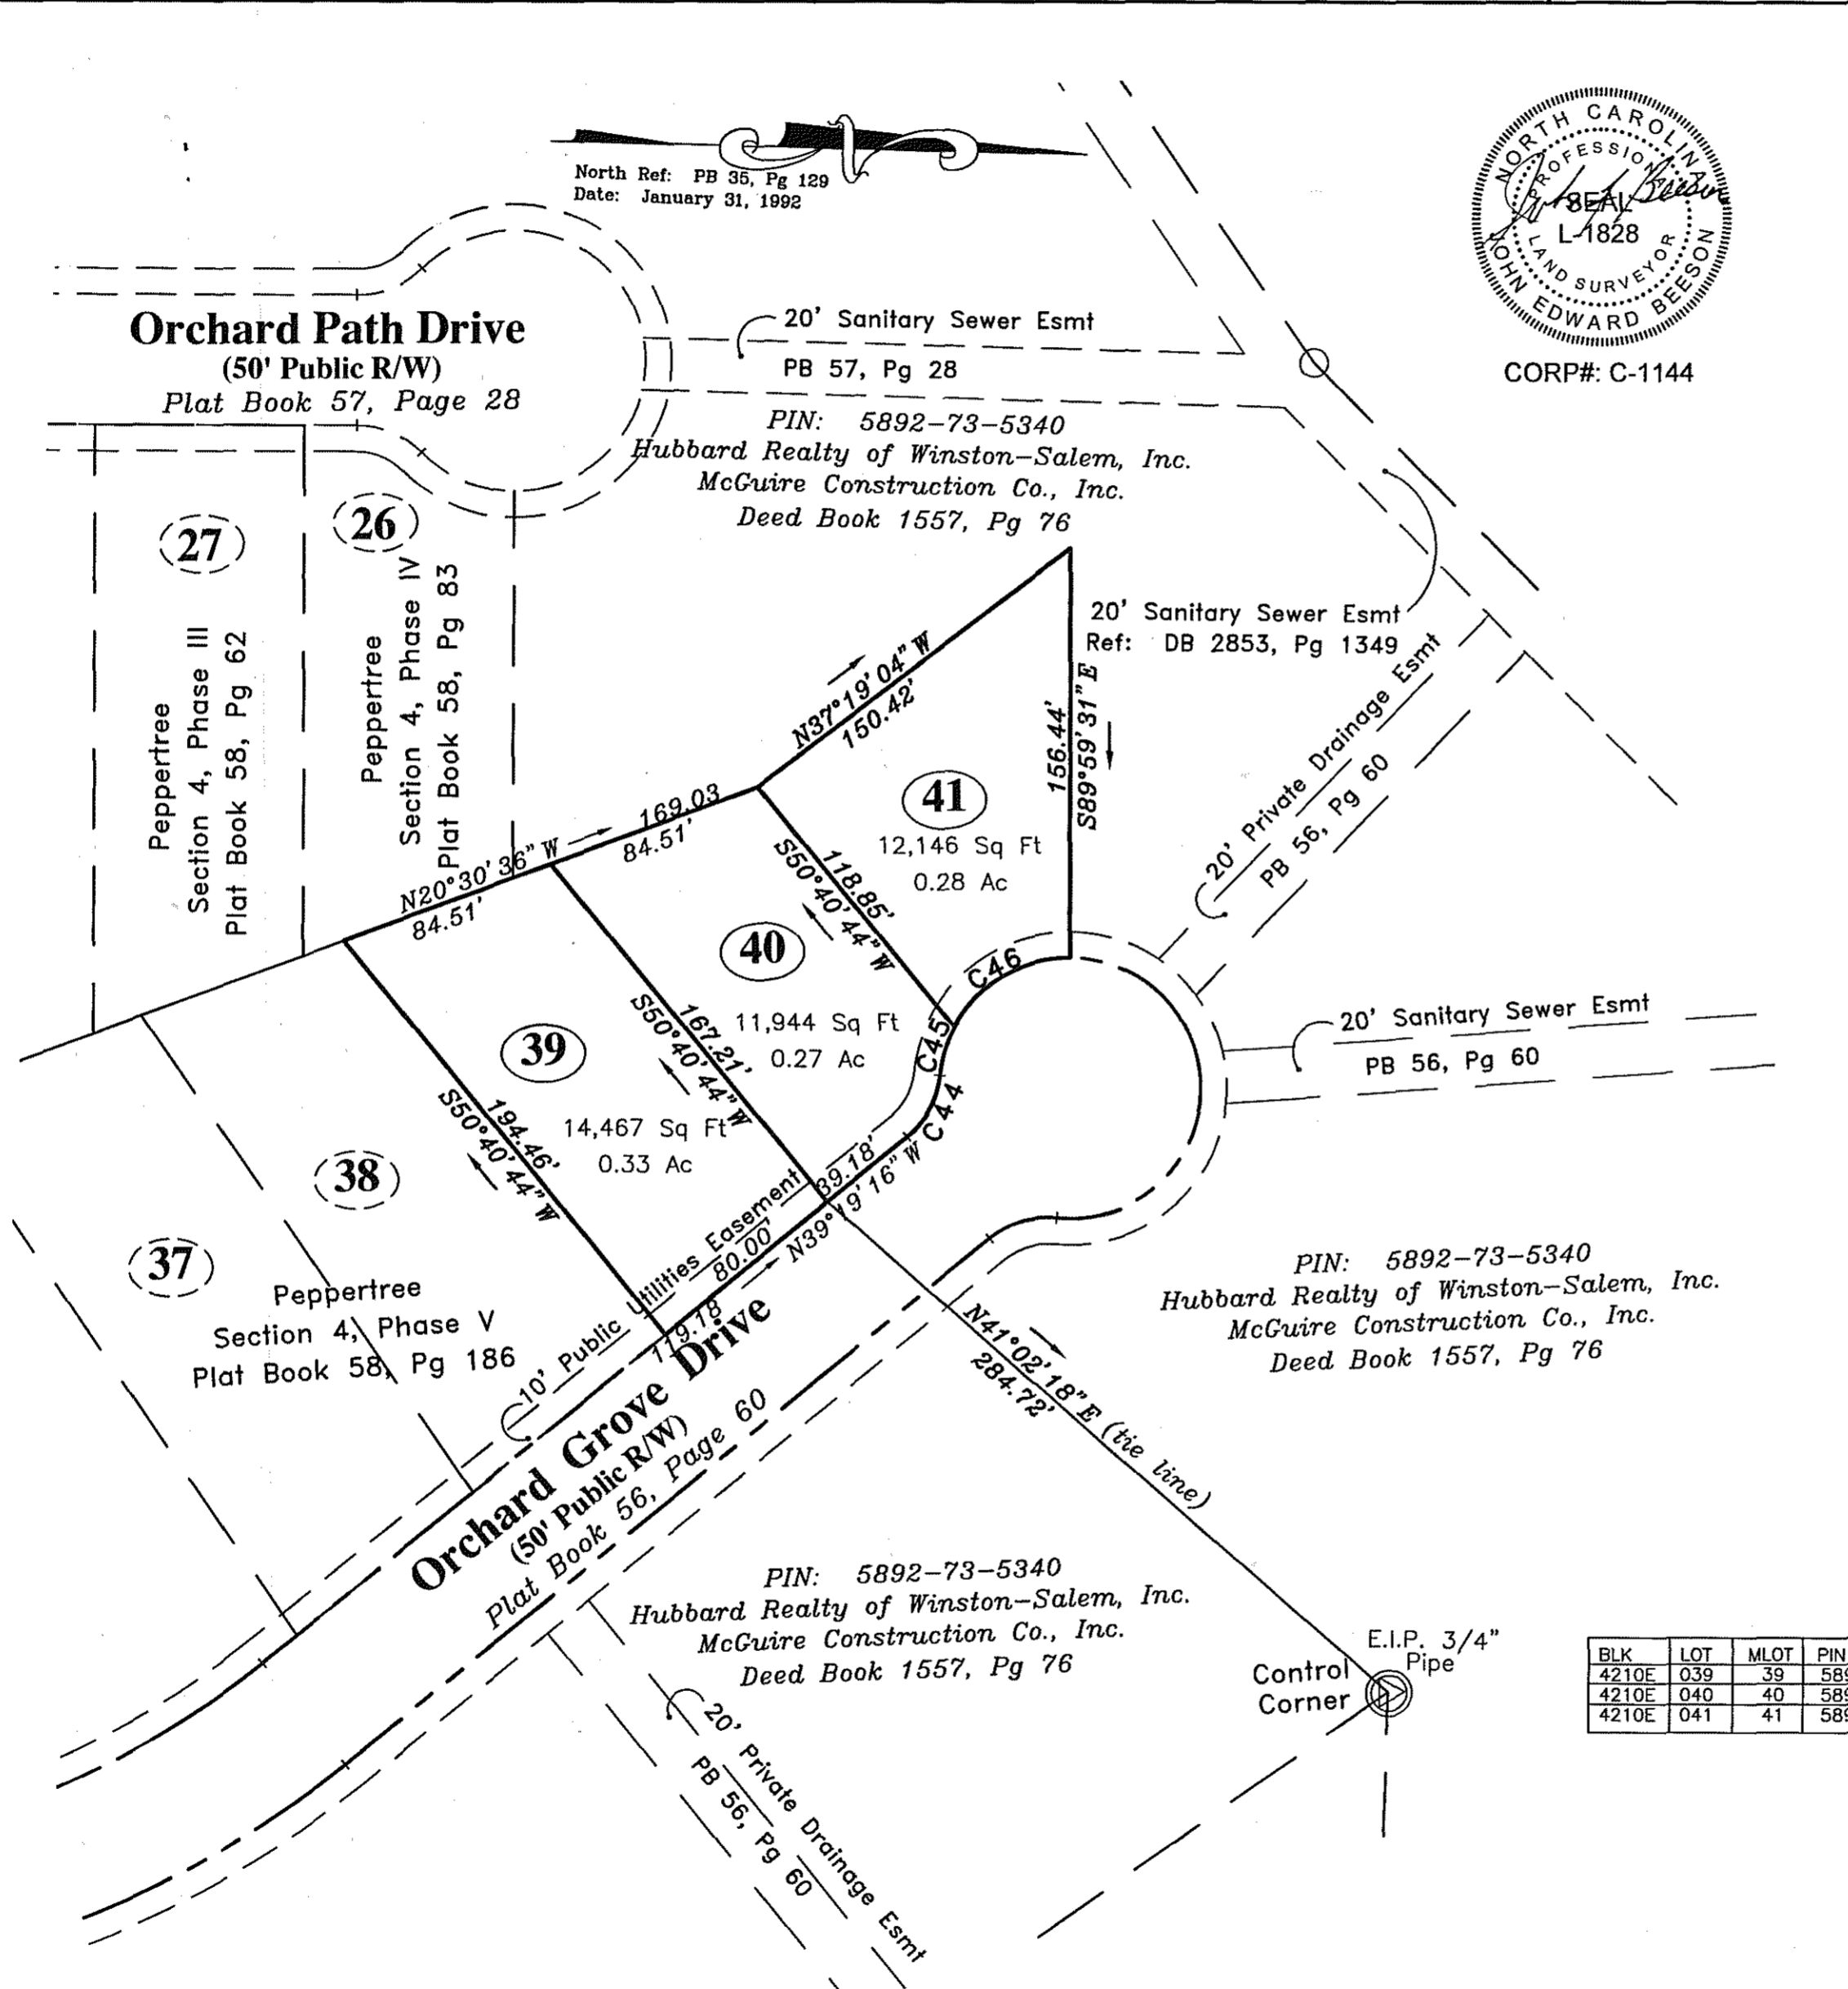 North Ref: PB 35, Pg 129
Date: January 31, 1992
NORTH CAROLINA
PROFESSIONAL
SEAL
L-1828
LAND SURVEYOR
JOHN EDWARD BEESON
CORP#: C-1144
Orchard Path Drive
(50' Public R/W)
Plat Book 57, Page 28
20' Sanitary Sewer Esmt
PB 57, Pg 28
PIN: 5892-73-5340
Hubbard Realty of Winston-Salem, Inc.
McGuire Construction Co., Inc.
Deed Book 1557, Pg 76
27
Peppertree
Section 4, Phase III
Plat Book 58, Pg 62
26
Peppertree
Section 4, Phase IV
Plat Book 58, Pg 83
20' Sanitary Sewer Esmt
Ref: DB 2853, Pg 1349
N37°19'04"W
150.42'
156.44'
S89°59'31"E
20' Private Drainage Esmt
PB 56, Pg 60
41
12,146 Sq Ft
0.28 Ac
N20°30'36"W
169.03
84.51'
84.51'
118.85'
S50°40'44"W
40
11,944 Sq Ft
0.27 Ac
167.21'
S50°40'44"W
C46
C45
C44
39
14,467 Sq Ft
0.33 Ac
194.46'
S50°40'44"W
20' Sanitary Sewer Esmt
PB 56, Pg 60
38
37
Peppertree
Section 4, Phase V
Plat Book 58, Pg 186
10' Public Utilities Easement
39.18'
80.00'
N39°19'16"W
119.18
Orchard Grove Drive
(50' Public R/W)
Plat Book 56, Page 60
N41°02'18"E (tie line)
284.72'
PIN: 5892-73-5340
Hubbard Realty of Winston-Salem, Inc.
McGuire Construction Co., Inc.
Deed Book 1557, Pg 76
PIN: 5892-73-5340
Hubbard Realty of Winston-Salem, Inc.
McGuire Construction Co., Inc.
Deed Book 1557, Pg 76
20' Private Drainage Esmt
PB 56, Pg 60
E.I.P. 3/4"
Pipe
Control
Corner
BLK LOT MLOT PIN
4210E 039 39 589
4210E 040 40 589
4210E 041 41 589